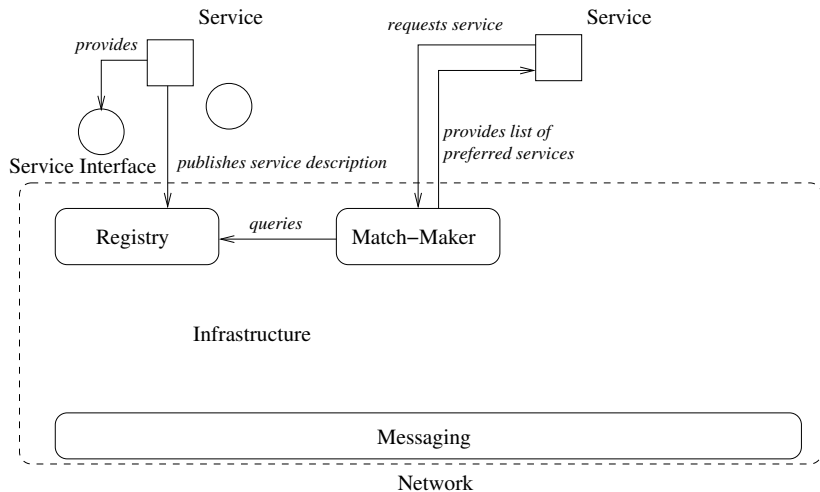 Service
Service
provides
requests service
provides list of
preferred services
Service Interface
publishes service description
Registry
queries
Match−Maker
Infrastructure
Messaging
Network